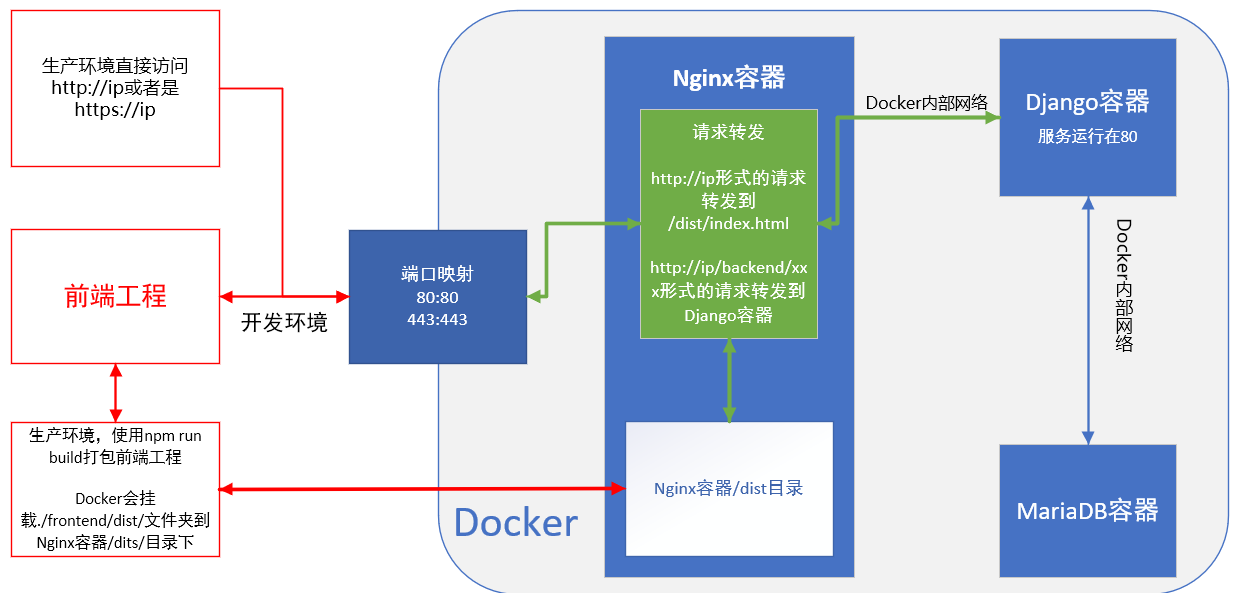 生产环境直接访问
http://ip或者是
https://ip
前端工程
开发环境
生产环境，使用npm run
build打包前端工程
Docker会挂
载./frontend/dist/文件夹到
Nginx容器/dits/目录下
端口映射
80:80
443:443
Docker
Nginx容器
请求转发
http://ip形式的请求
转发到
/dist/index.html
http://ip/backend/xx
x形式的请求转发到
Django容器
Nginx容器/dist目录
Docker内部网络
Django容器
服务运行在80
Docker内部网络
MariaDB容器